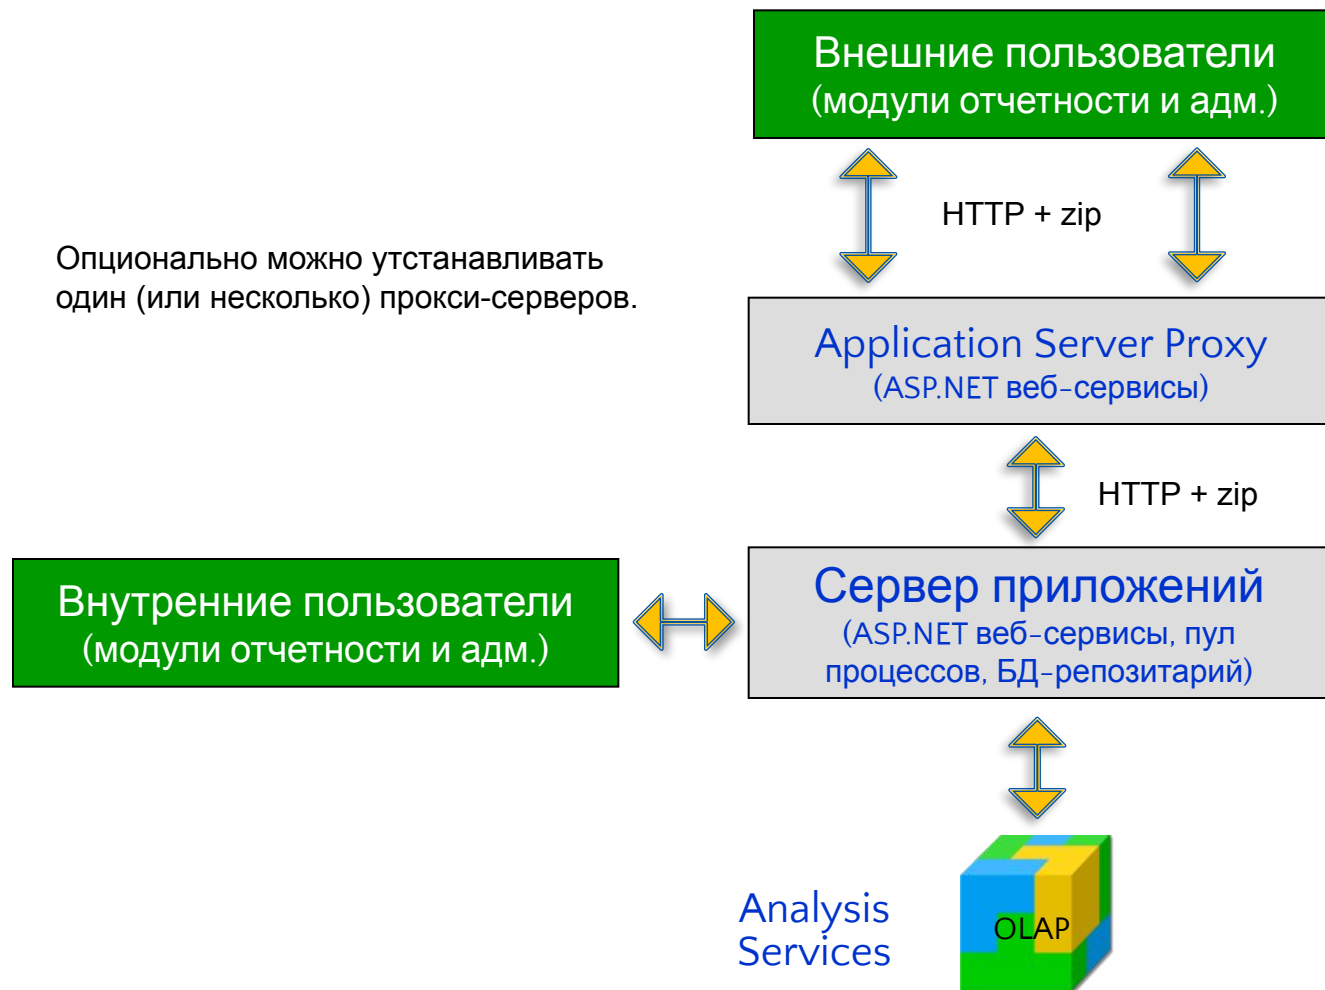 Внешние пользователи
(модули отчетности и адм.)
HTTP + zip
Опционально можно утстанавливать
один (или несколько) прокси-серверов.
Application Server Proxy
(ASP.NET веб-сервисы)
HTTP + zip
Внутренние пользователи
(модули отчетности и адм.)
Сервер приложений
(ASP.NET веб-сервисы, пул
процессов, БД-репозитарий)
Analysis
Services
OLAP